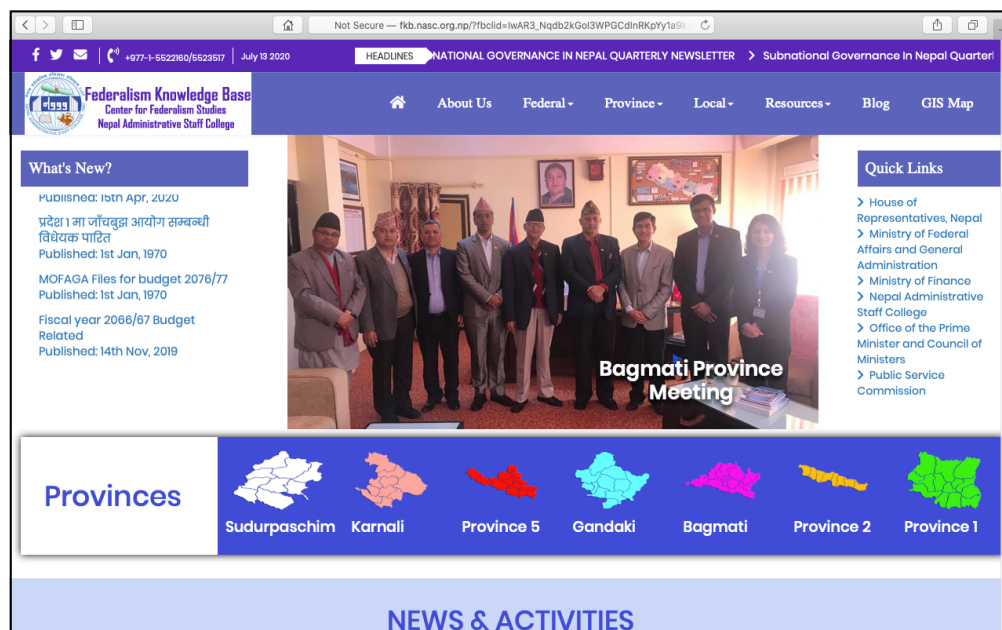 Not Secure — fkb.nasc.org.np/?fbclid=IwAR3_Nqdb2kGol3WPGCdlnRKpYy1a9k
+977-1-5522160/5523517 July 13 2020
HEADLINES NATIONAL GOVERNANCE IN NEPAL QUARTERLY NEWSLETTER > Subnational Governance In Nepal Quarterl
Federalism Knowledge Base
Center for Federalism Studies
Nepal Administrative Staff College
About Us Federal Province Local Resources Blog GIS Map
What's New?
Published: 15th Apr, 2020
प्रदेश १ मा जाँचबुझ आयोग सम्बन्धी
विधेयक पारित
Published: 1st Jan, 1970
MOFAGA Files for budget 2076/77
Published: 1st Jan, 1970
Fiscal year 2066/67 Budget
Related
Published: 14th Nov, 2019
Bagmati Province
Meeting
Quick Links
> House of
Representatives, Nepal
> Ministry of Federal
Affairs and General
Administration
> Ministry of Finance
> Nepal Administrative
Staff College
> Office of the Prime
Minister and Council of
Ministers
> Public Service
Commission
Provinces
Sudurpaschim Karnali Province 5 Gandaki Bagmati Province 2 Province 1
NEWS & ACTIVITIES